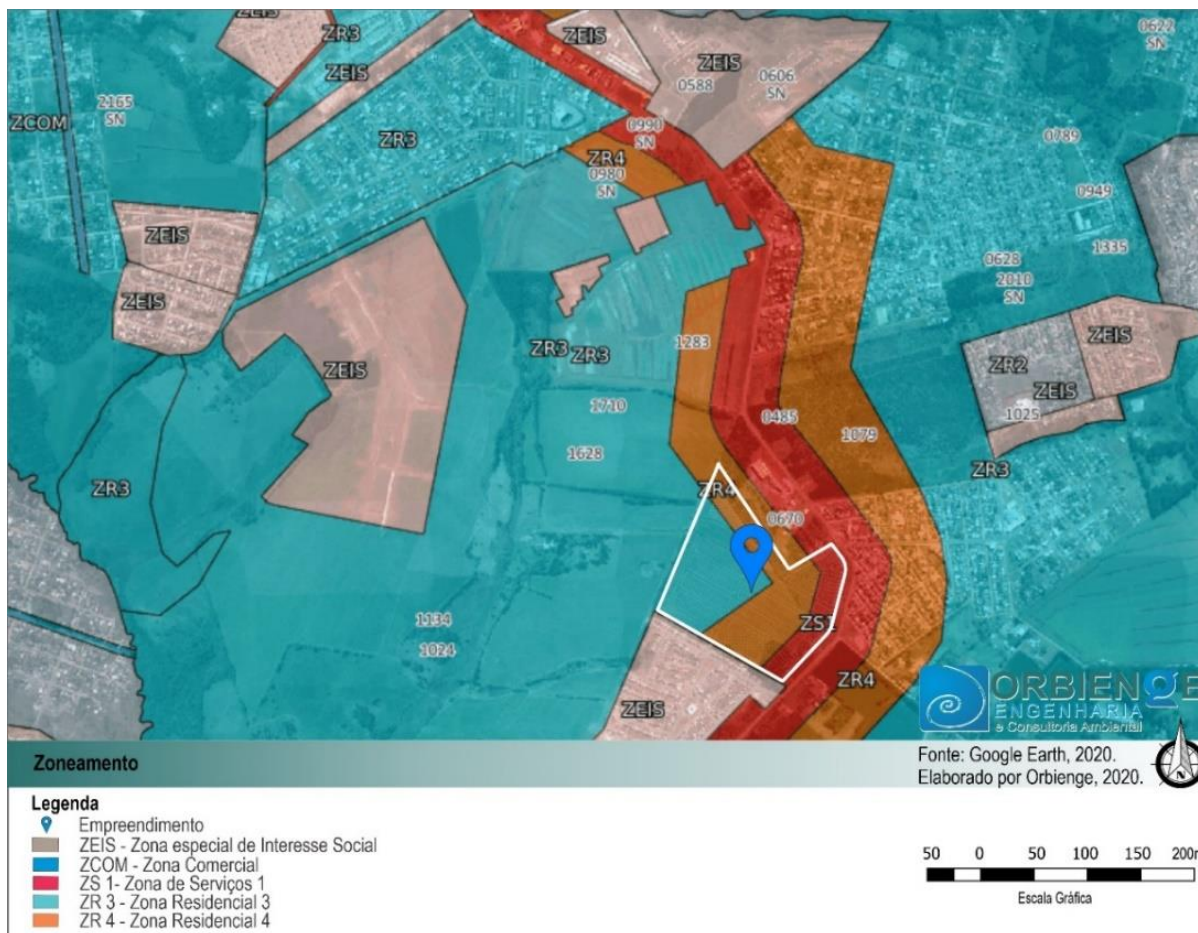 ZEIS
ZR3
ZEIS
ZEIS
ZEIS
0588
0606
SN
0622
SN
2165
SN
ZCOM
ZR3
0990
SN
ZR4
0980
SN
0789
0949
1335
0628
2010
SN
ZEIS
ZEIS
ZEIS
ZR3
ZR3
1283
ZR2
ZEIS
ZEIS
1025
1710
0485
1079
1628
ZR3
ZR3
ZR4
0670
1134
1024
ZS1
ZR4
ZEIS
ORBIENGE
ENGENHARIA
e Consultoria Ambiental
Zoneamento
Fonte: Google Earth, 2020.
Elaborado por Orbienge, 2020.
N
Legenda
Empreendimento
ZEIS - Zona especial de Interesse Social
ZCOM - Zona Comercial
ZS 1- Zona de Serviços 1
ZR 3 - Zona Residencial 3
ZR 4 - Zona Residencial 4
50 0 50 100 150 200m
Escala Gráfica